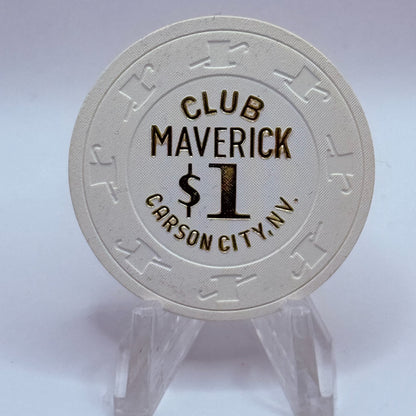 CLUB
MAVERICK
$1
CARSON CITY, NV.